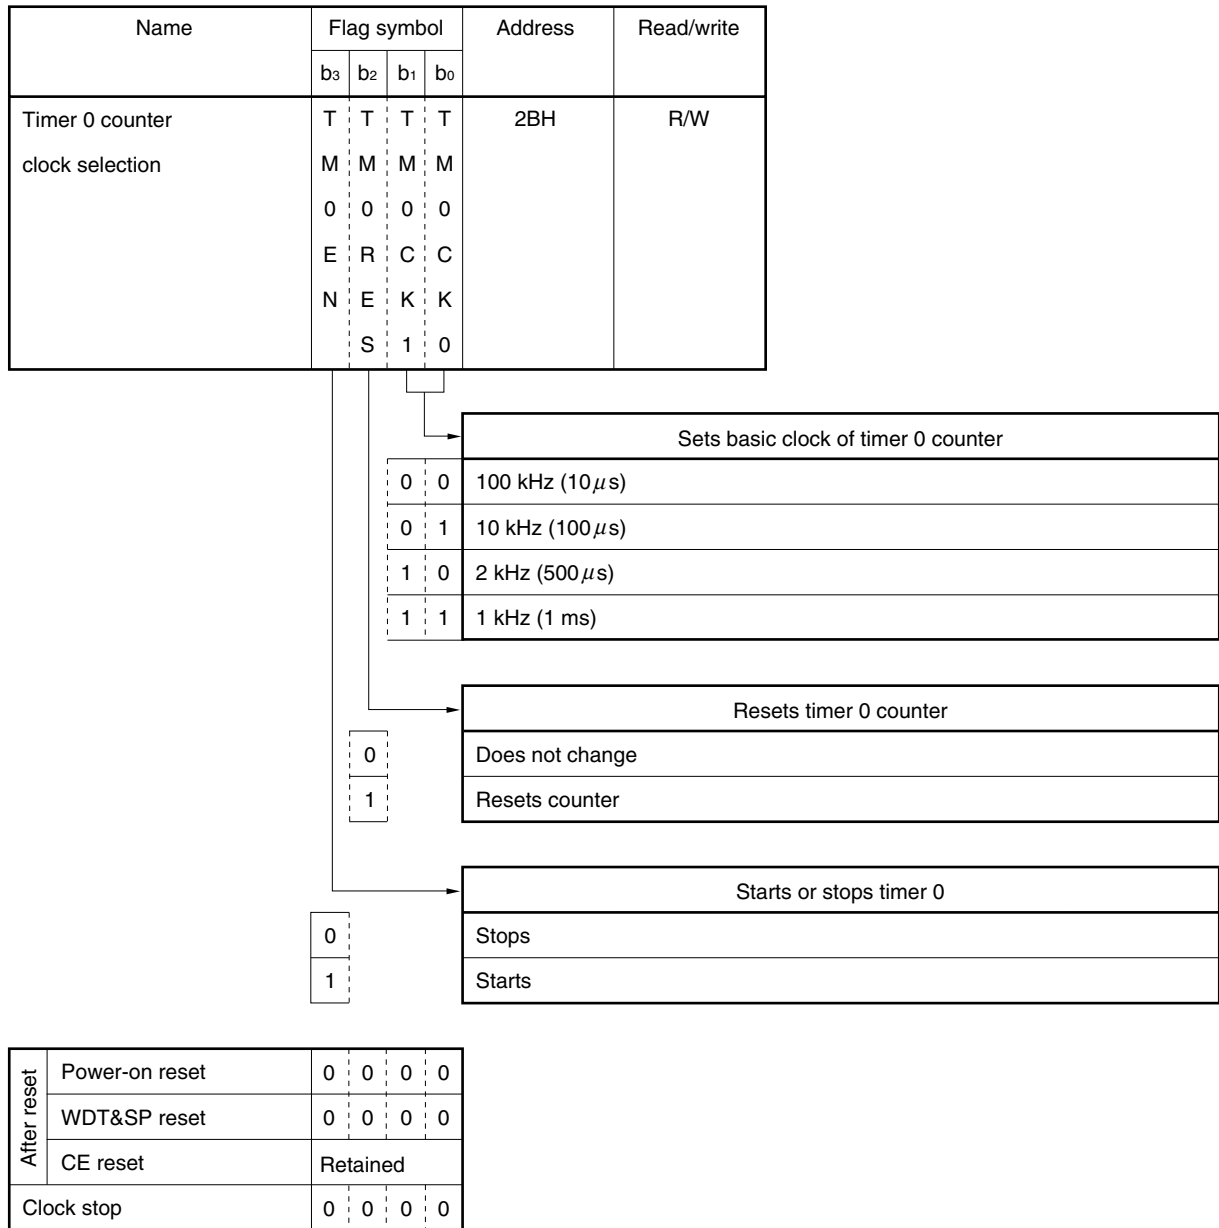 Name Flag symbol Address Read/write
b3 b2 b1 b0
Timer 0 counter T T T T 2BH R/W
clock selection M M M M
0 0 0 0
E R C C
N E K K
S 1 0
Sets basic clock of timer 0 counter
0 0 100 kHz (10 μs)
0 1 10 kHz (100 μs)
1 0 2 kHz (500 μs)
1 1 1 kHz (1 ms)
Resets timer 0 counter
0 Does not change
1 Resets counter
Starts or stops timer 0
0 Stops
1 Starts
After reset
Power-on reset 0 0 0 0
WDT&SP reset 0 0 0 0
CE reset Retained
Clock stop 0 0 0 0